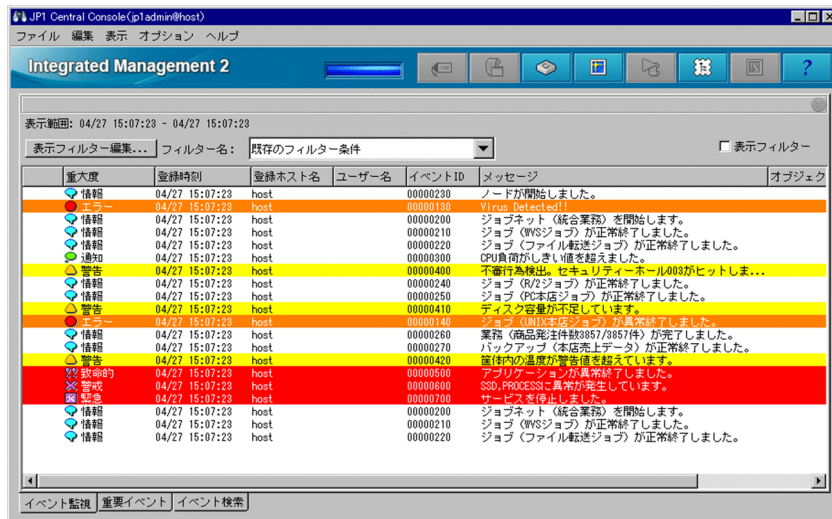 JP1 Central Console(jp1admin@host)
ファイル 編集 表示 オプション ヘルプ
Integrated Management 2
表示範囲: 04/27 15:07:23 - 04/27 15:07:23
表示フィルター編集... フィルター名: 既存のフィルター条件 表示フィルター
重大度 登録時刻 登録ホスト名 ユーザー名 イベントID メッセージ オブジェク
情報 04/27 15:07:23 host 00000230 ノードが開始しました。
エラー 04/27 15:07:23 host 00000130 Virus Detected!!
情報 04/27 15:07:23 host 00000200 ジョブネット（統合業務）を開始します。
情報 04/27 15:07:23 host 00000210 ジョブ（WVSジョブ）が正常終了しました。
情報 04/27 15:07:23 host 00000220 ジョブ（ファイル転送ジョブ）が正常終了しました。
通知 04/27 15:07:23 host 00000300 CPU負荷がしきい値を超えました。
警告 04/27 15:07:23 host 00000400 不審行為検出。セキュリティーホール003がヒットしま...
情報 04/27 15:07:23 host 00000240 ジョブ（R/2ジョブ）が正常終了しました。
情報 04/27 15:07:23 host 00000250 ジョブ（PC本店ジョブ）が正常終了しました。
警告 04/27 15:07:23 host 00000410 ディスク容量が不足しています。
エラー 04/27 15:07:23 host 00000140 ジョブ（UNIX本店ジョブ）が異常終了しました。
情報 04/27 15:07:23 host 00000260 業務（商品発注件数3857/3857件）が完了しました。
情報 04/27 15:07:23 host 00000270 バックアップ（本店売上データ）が正常終了しました。
警告 04/27 15:07:23 host 00000420 筐体内の温度が警告値を超えています。
致命的 04/27 15:07:23 host 00000500 アプリケーションが異常終了しました。
警戒 04/27 15:07:23 host 00000600 SSD,PROCESSに異常が発生しています。
緊急 04/27 15:07:23 host 00000700 サービスを停止しました。
情報 04/27 15:07:23 host 00000200 ジョブネット（統合業務）を開始します。
情報 04/27 15:07:23 host 00000210 ジョブ（WVSジョブ）が正常終了しました。
情報 04/27 15:07:23 host 00000220 ジョブ（ファイル転送ジョブ）が正常終了しました。
イベント監視 重要イベント イベント検索